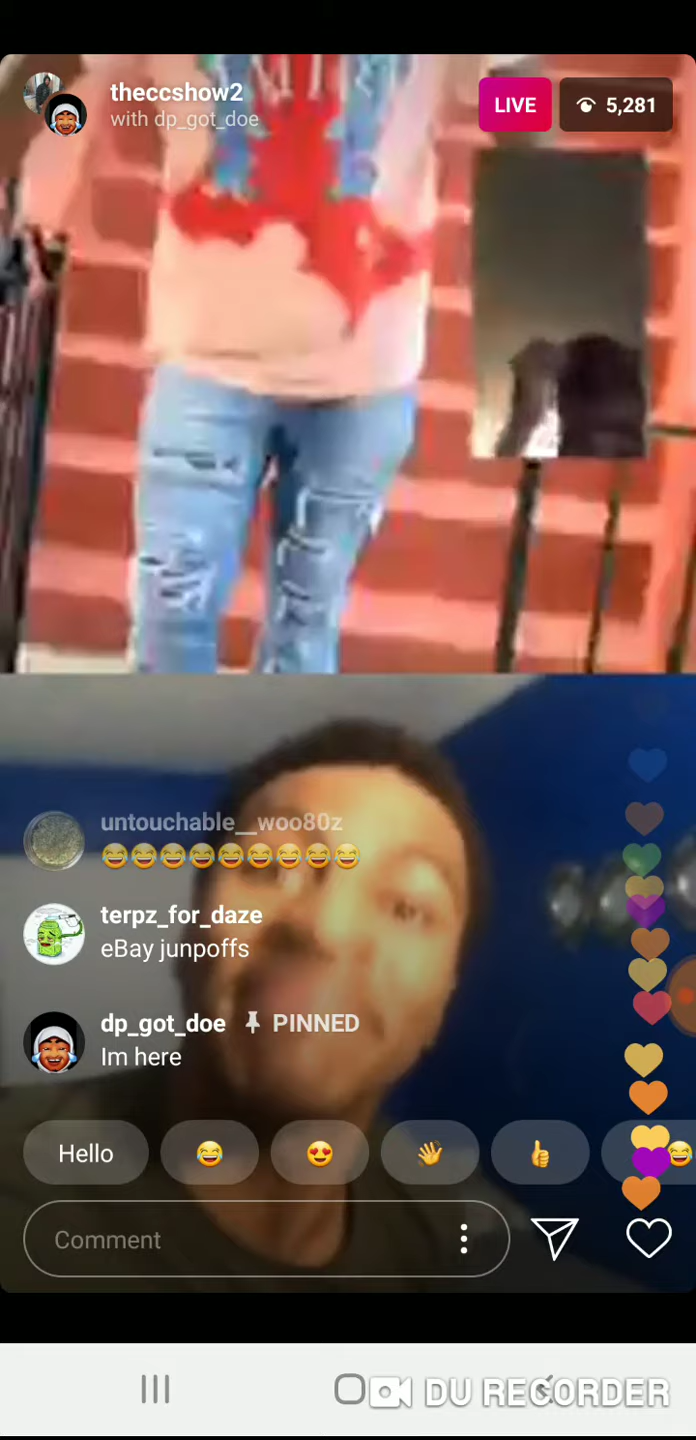 theccshow2
with dp_got_doe
LIVE
5,281
untouchable__woo80z
😂😂😂😂😂😂😂😂😂
terpz_for_daze
eBay junpoffs
dp_got_doe PINNED
Im here
Hello
Comment
DU RECORDER